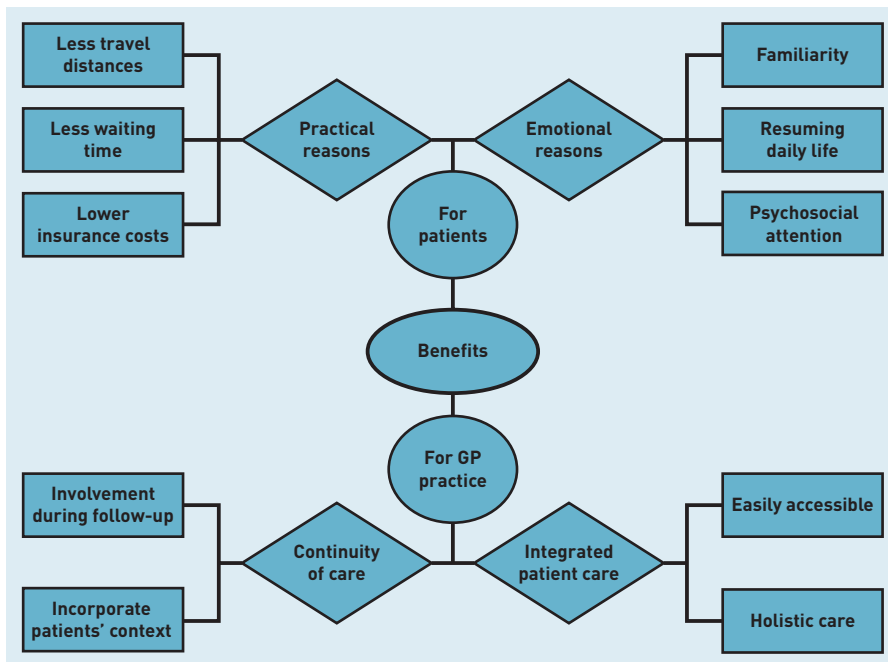 Less travel
distances
Less waiting
time
Lower
insurance costs
Practical
reasons
Emotional
reasons
Familiarity
Resuming
daily life
Psychosocial
attention
For
patients
Benefits
For GP
practice
Involvement
during follow-up
Incorporate
patients’ context
Continuity
of care
Integrated
patient care
Easily accessible
Holistic care